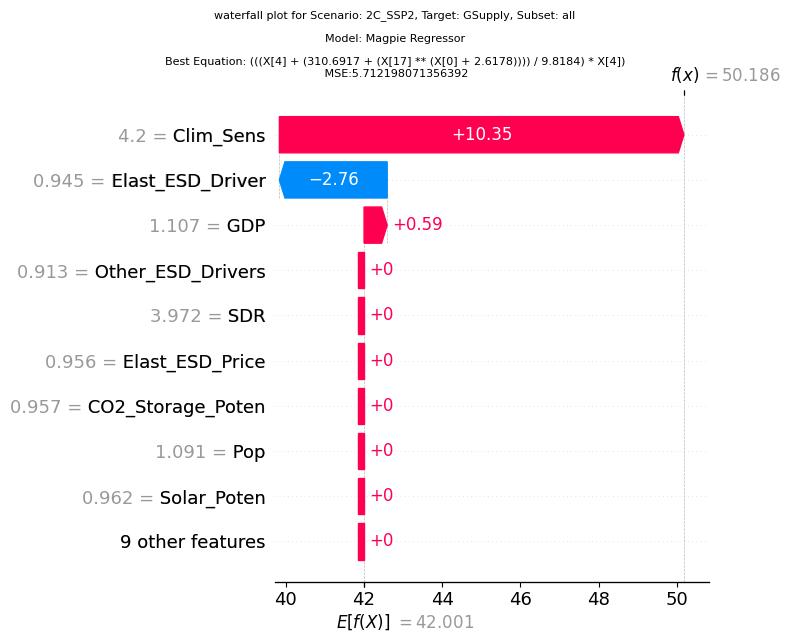 waterfall plot for Scenario: 2C_SSP2, Target: GSupply, Subset: all
Model: Magpie Regressor
Best Equation: (((X[4] + (310.6917 + (X[17] ** (X[0] + 2.6178)))) / 9.8184) * X[4])
MSE:5.712198071356392
f(x) = 50.186
4.2 = Clim_Sens +10.35
0.945 = Elast_ESD_Driver −2.76
1.107 = GDP +0.59
0.913 = Other_ESD_Drivers +0
3.972 = SDR +0
0.956 = Elast_ESD_Price +0
0.957 = CO2_Storage_Poten +0
1.091 = Pop +0
0.962 = Solar_Poten +0
9 other features +0
40 42 44 46 48 50
E[f(X)] = 42.001